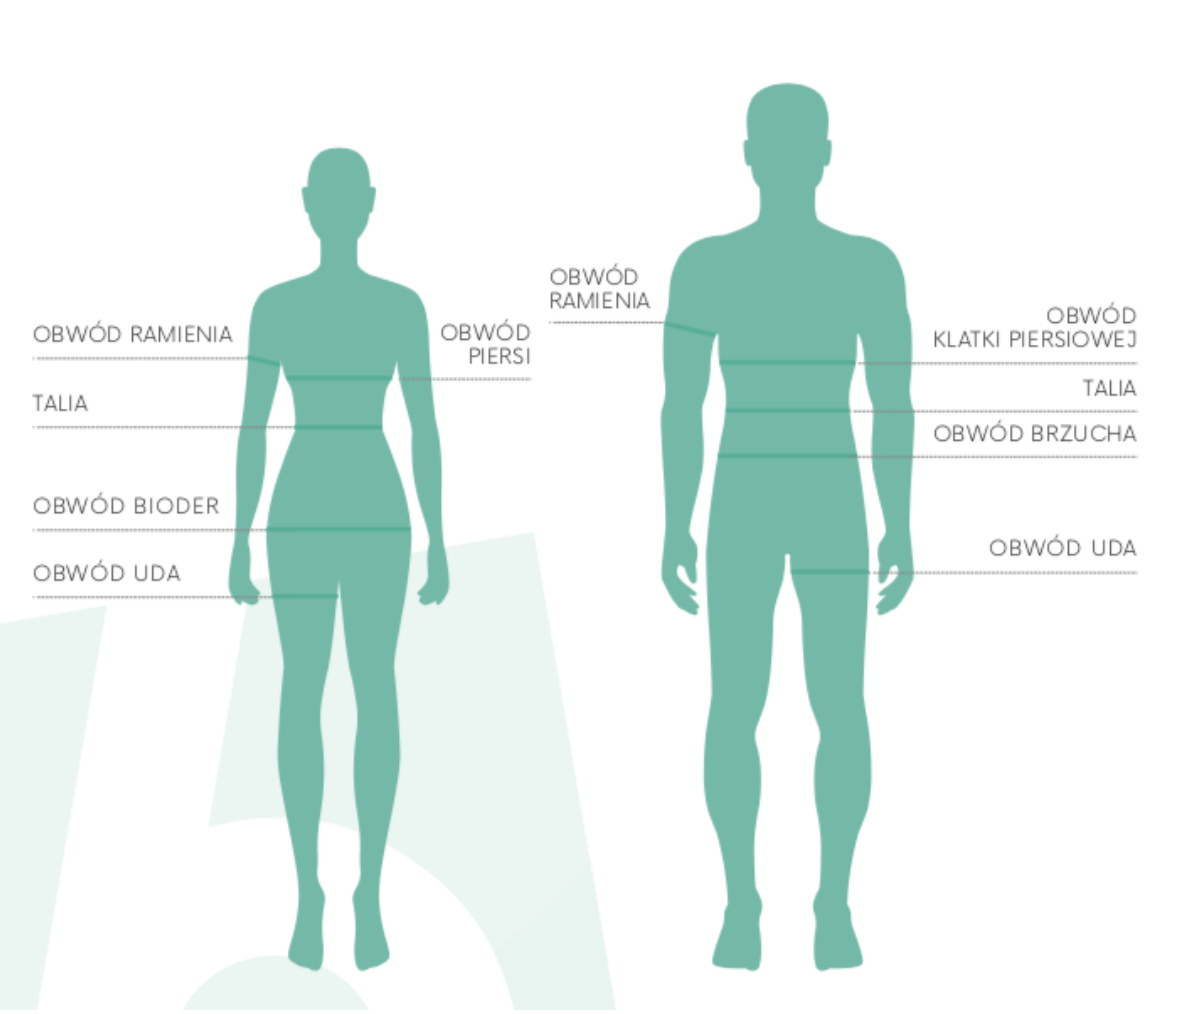 OBWÓD RAMIENIA
TALIA
OBWÓD BIODER
OBWÓD UDA
OBWÓD
PIERSI
OBWÓD
RAMIENIA
OBWÓD
KLATKI PIERSIOWEJ
TALIA
OBWÓD BRZUCHA
OBWÓD UDA